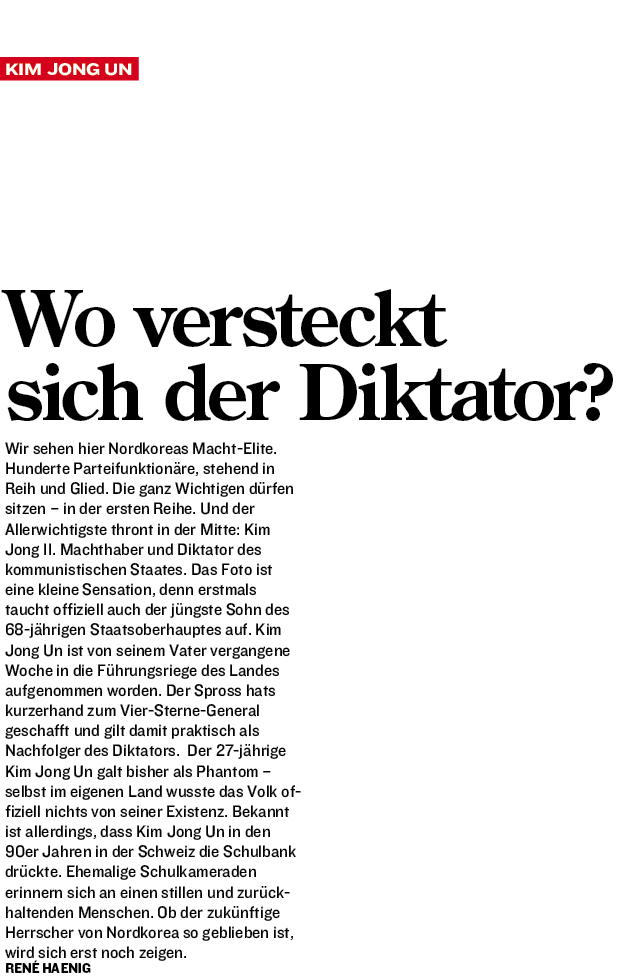 KIM JONG UN
Wo versteckt
sich der Diktator?
Wir sehen hier Nordkoreas Macht-Elite.
Hunderte Parteifunktionäre, stehend in
Reih und Glied. Die ganz Wichtigen dürfen
sitzen – in der ersten Reihe. Und der
Allerwichtigste thront in der Mitte: Kim
Jong Il. Machthaber und Diktator des
kommunistischen Staates. Das Foto ist
eine kleine Sensation, denn erstmals
taucht offiziell auch der jüngste Sohn des
68-jährigen Staatsoberhauptes auf. Kim
Jong Un ist von seinem Vater vergangene
Woche in die Führungsriege des Landes
aufgenommen worden. Der Spross hats
kurzerhand zum Vier-Sterne-General
geschafft und gilt damit praktisch als
Nachfolger des Diktators. Der 27-jährige
Kim Jong Un galt bisher als Phantom –
selbst im eigenen Land wusste das Volk of-
fiziell nichts von seiner Existenz. Bekannt
ist allerdings, dass Kim Jong Un in den
90er Jahren in der Schweiz die Schulbank
drückte. Ehemalige Schulkameraden
erinnern sich an einen stillen und zurück-
haltenden Menschen. Ob der zukünftige
Herrscher von Nordkorea so geblieben ist,
wird sich erst noch zeigen.
RENÉ HAENIG